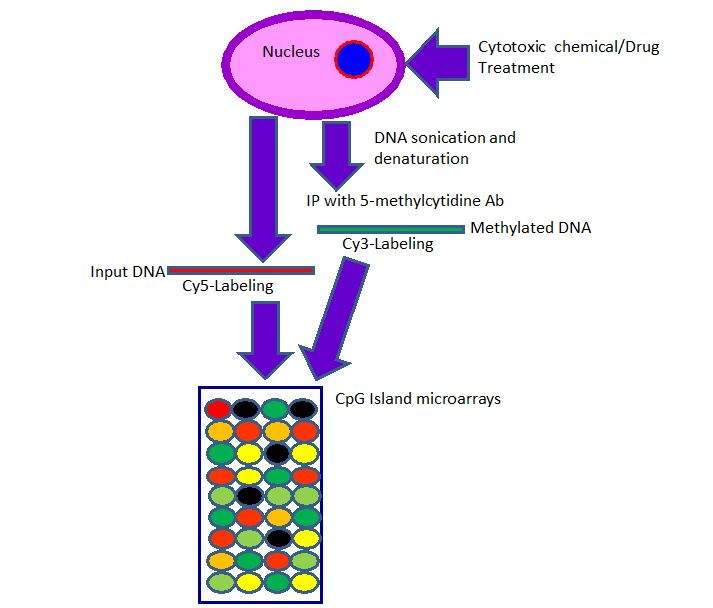 Nucleus
Cytotoxic chemical/Drug
Treatment
DNA sonication and
denaturation
IP with 5-methylcytidine Ab
Methylated DNA
Cy3-Labeling
Input DNA
Cy5-Labeling
CpG Island microarrays